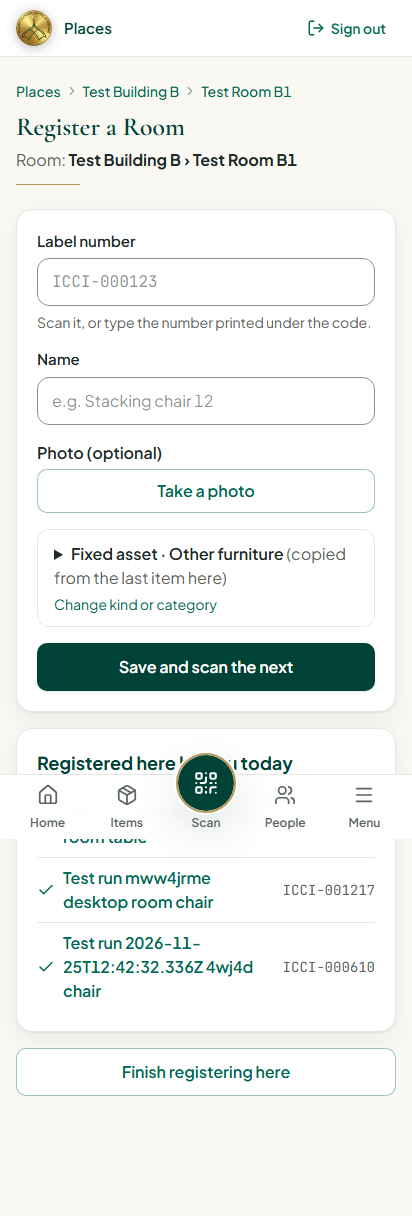 Places
Sign out
Places › Test Building B › Test Room B1
Register a Room
Room: Test Building B › Test Room B1
Label number
ICCI-000123
Scan it, or type the number printed under the code.
Name
e.g. Stacking chair 12
Photo (optional)
Take a photo
Fixed asset · Other furniture (copied
from the last item here)
Change kind or category
Save and scan the next
Registered here u today
Home
Items
Scan
People
Menu
room table
Test run mww4jrme
desktop room chair
ICCI-001217
Test run 2026-11-
25T12:42:32.336Z 4wj4d
chair
ICCI-000610
Finish registering here